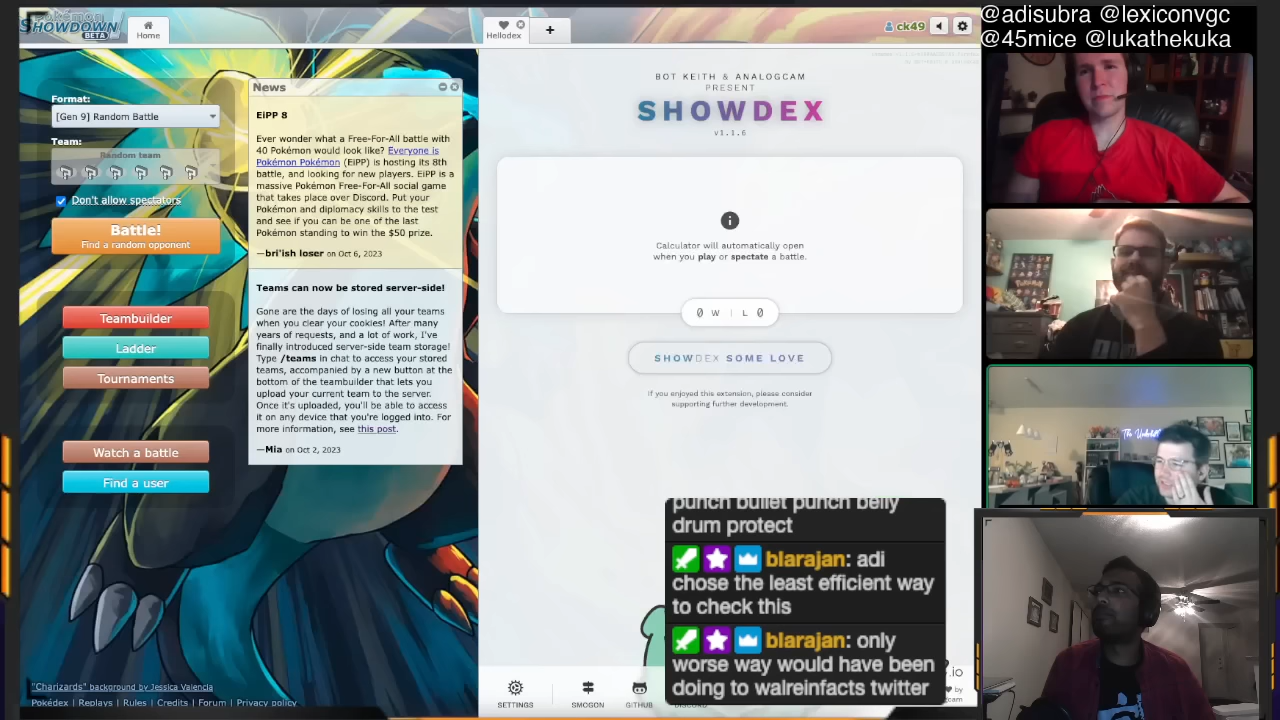 Pokémon
SHOWDOWN
BETA
Home
Hellodex
+
ck49
@adisubra @lexiconvgc
@45mice @lukathekuka
Format:
[Gen 9] Random Battle
Team:
Random team
Don't allow spectators
Battle!
Find a random opponent
Teambuilder
Ladder
Tournaments
Watch a battle
Find a user
"Charizards" background by Jessica Valencia
Pokédex | Replays | Rules | Credits | Forum | Privacy policy
News
EiPP 8
Ever wonder what a Free-For-All battle with
40 Pokémon would look like? Everyone is
Pokémon Pokémon (EiPP) is hosting its 8th
battle, and looking for new players. EiPP is a
massive Pokémon Free-For-All social game
that takes place over Discord. Put your
Pokémon and diplomacy skills to the test
and see if you can be one of the last
Pokémon standing to win the $50 prize.
—bri'ish loser on Oct 6, 2023
Teams can now be stored server-side!
Gone are the days of losing all your teams
when you clear your cookies! After many
years of requests, and a lot of work, I've
finally introduced server-side team storage!
Type /teams in chat to access your stored
teams, accompanied by a new button at the
bottom of the teambuilder that lets you
upload your current team to the server.
Once it's uploaded, you'll be able to access
it on any device that you're logged into. For
more information, see this post.
—Mia on Oct 2, 2023
BOT KEITH & ANALOGCAM
PRESENT
SHOWDEX
v1.1.6
Calculator will automatically open
when you play or spectate a battle.
0 W | L 0
SHOWDEX SOME LOVE
If you enjoyed this extension, please consider
supporting further development.
SETTINGS
SMOGON
GITHUB
DISCORD
punch bullet punch belly
drum protect
blarajan: adi
chose the least efficient way
to check this
blarajan: only
worse way would have been
doing to walreinfacts twitter